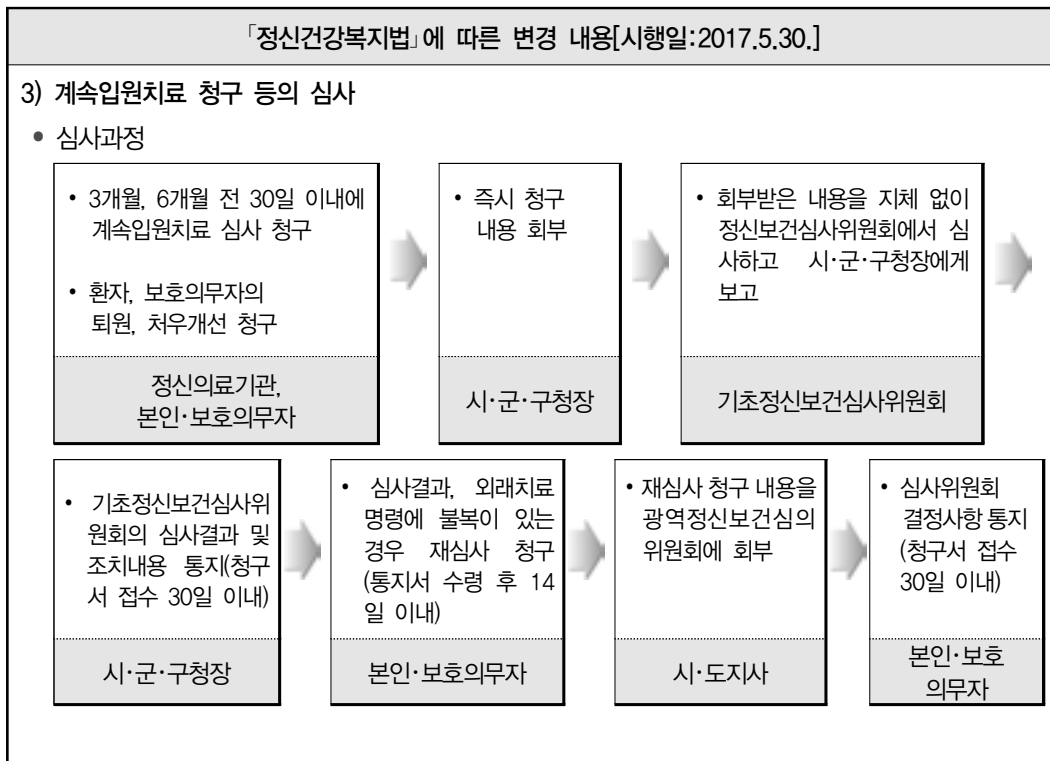 「정신건강복지법」에 따른 변경 내용[시행일:2017.5.30.]
3) 계속입원치료 청구 등의 심사
• 심사과정
• 3개월, 6개월 전 30일 이내에
계속입원치료 심사 청구
• 환자, 보호의무자의
퇴원, 처우개선 청구
정신의료기관,
본인·보호의무자
• 즉시 청구
내용 회부
시·군·구청장
• 회부받은 내용을 지체 없이
정신보건심사위원회에서 심
사하고 시·군·구청장에게
보고
기초정신보건심사위원회
• 기초정신보건심사위
원회의 심사결과 및
조치내용 통지(청구
서 접수 30일 이내)
시·군·구청장
• 심사결과, 외래치료
명령에 불복이 있는
경우 재심사 청구
(통지서 수령 후 14
일 이내)
본인·보호의무자
• 재심사 청구 내용을
광역정신보건심의
위원회에 회부
시·도지사
• 심사위원회
결정사항 통지
(청구서 접수
30일 이내)
본인·보호
의무자